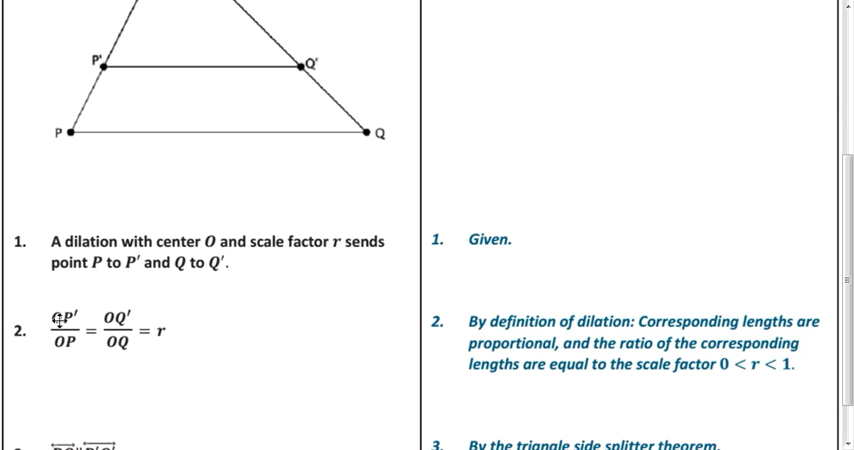 P'
Q'
P
Q
1. A dilation with center O and scale factor r sends
point P to P′ and Q to Q′.
1. Given.
2. OP′/OP = OQ′/OQ = r
2. By definition of dilation: Corresponding lengths are
proportional, and the ratio of the corresponding
lengths are equal to the scale factor 0 < r < 1.
3. By the triangle side splitter theorem.